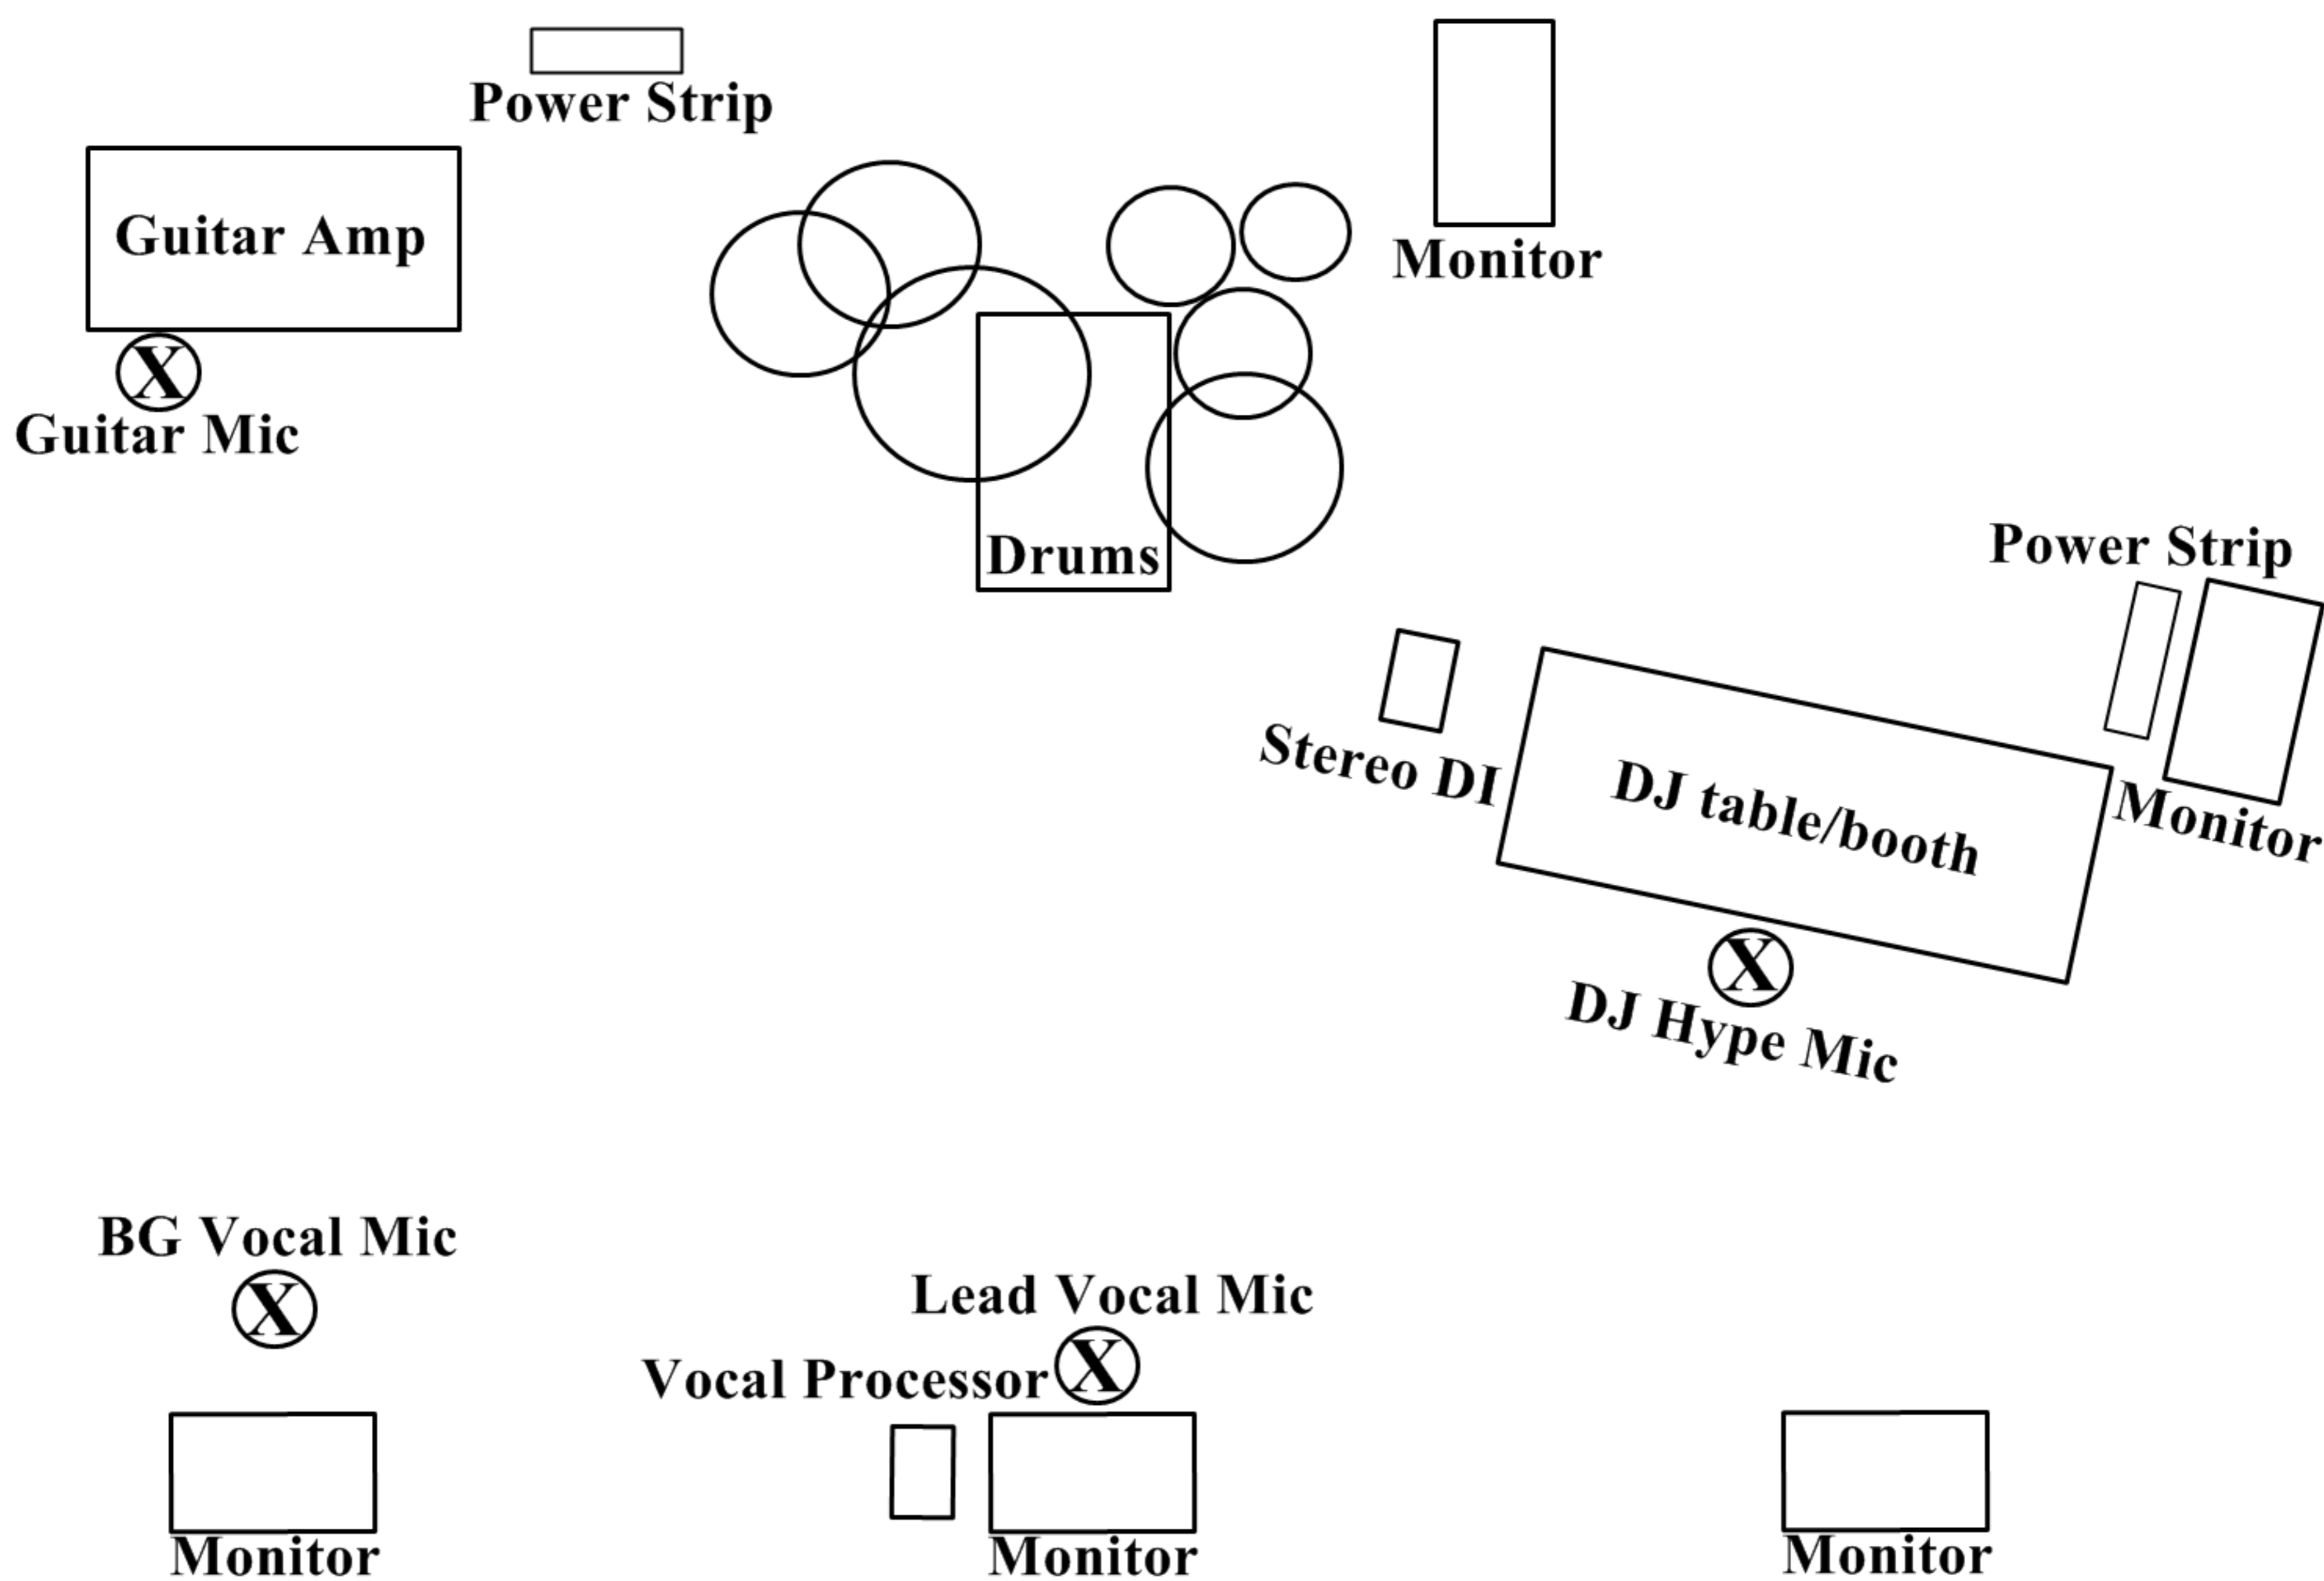 Power Strip
Guitar Amp
Monitor
X
Guitar Mic
Drums
Power Strip
Stereo DI
DJ table/booth
Monitor
X
DJ Hype Mic
BG Vocal Mic
X
Lead Vocal Mic
Vocal Processor
X
Monitor
Monitor
Monitor